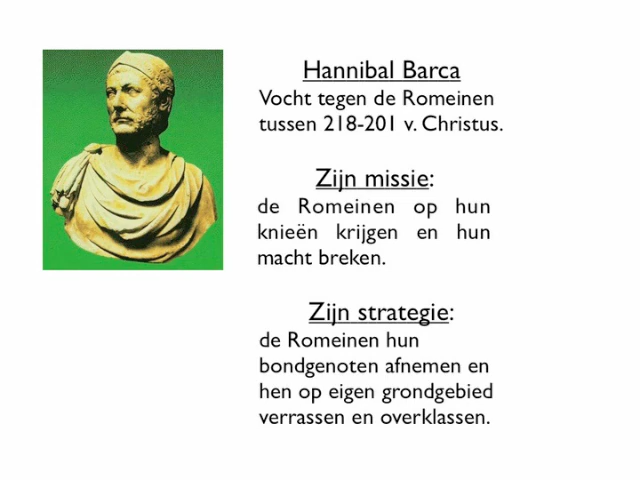 Hannibal Barca
Vocht tegen de Romeinen
tussen 218-201 v. Christus.
Zijn missie:
de Romeinen op hun
knieën krijgen en hun
macht breken.
Zijn strategie:
de Romeinen hun
bondgenoten afnemen en
hen op eigen grondgebied
verrassen en overklassen.